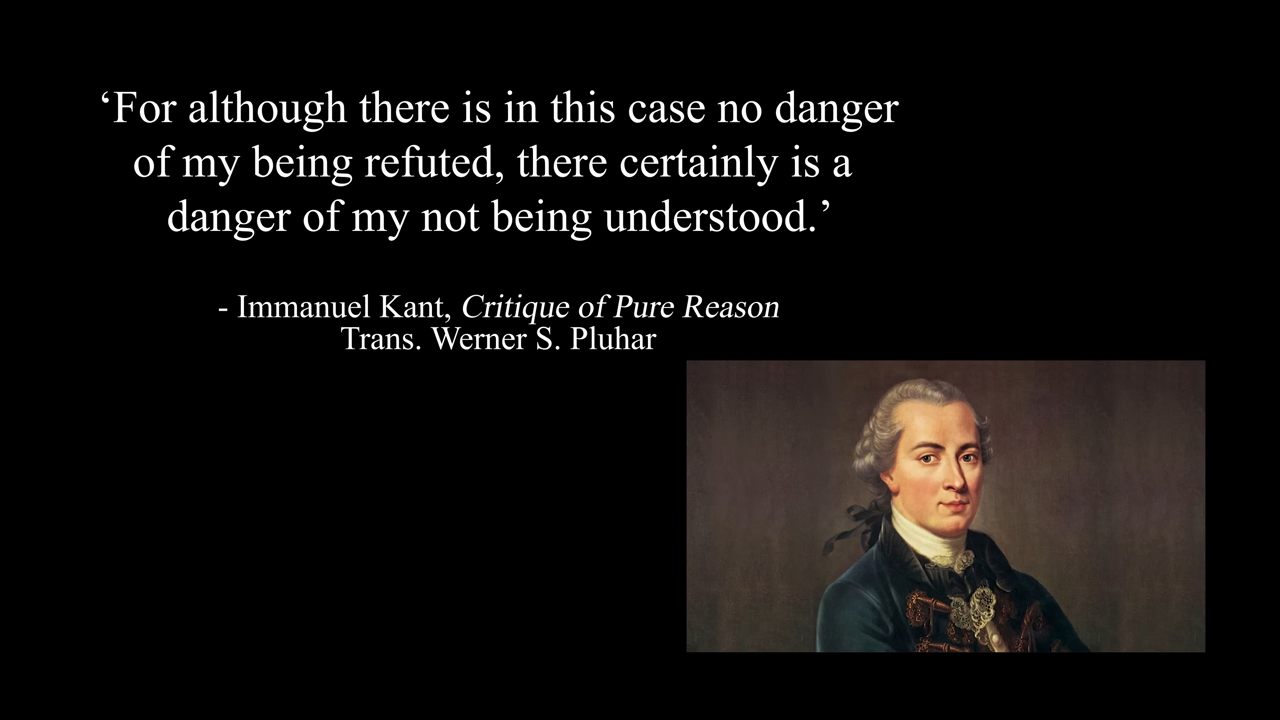 ‘For although there is in this case no danger
of my being refuted, there certainly is a
danger of my not being understood.’
- Immanuel Kant, Critique of Pure Reason
Trans. Werner S. Pluhar